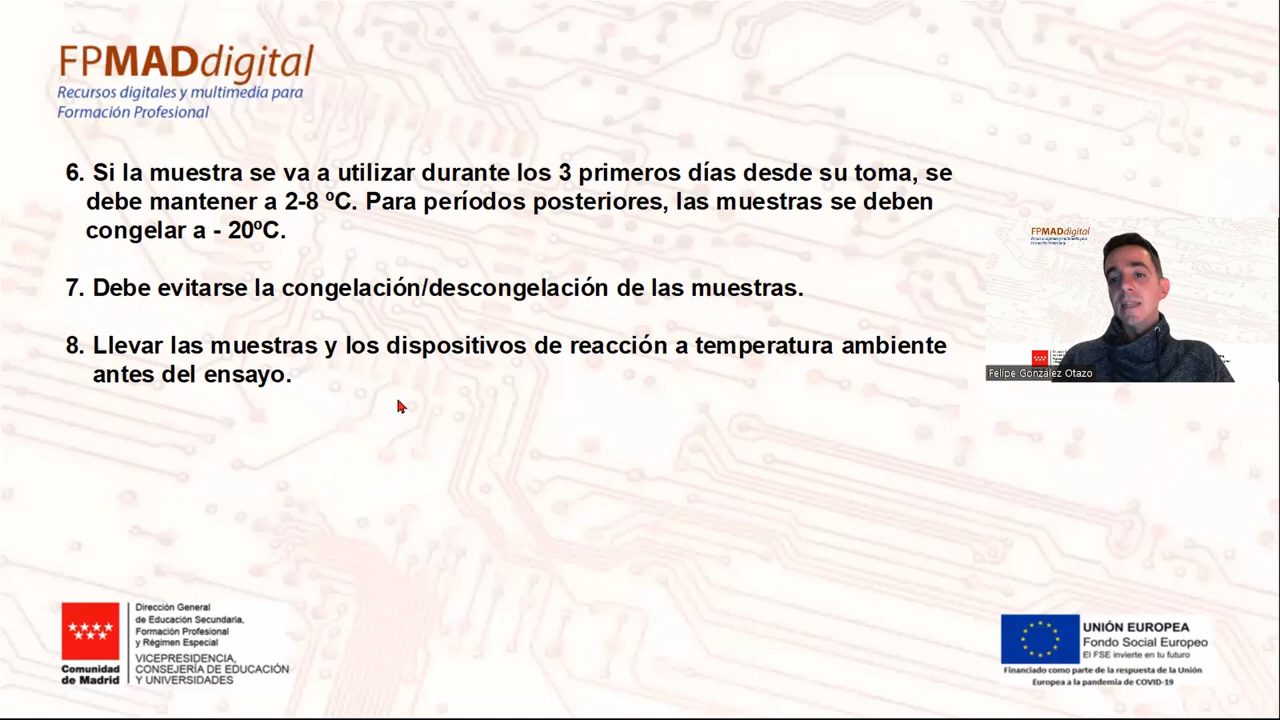 FPMADdigital
Recursos digitales y multimedia para
Formación Profesional
6. Si la muestra se va a utilizar durante los 3 primeros días desde su toma, se
debe mantener a 2-8 ºC. Para períodos posteriores, las muestras se deben
congelar a - 20ºC.
7. Debe evitarse la congelación/descongelación de las muestras.
8. Llevar las muestras y los dispositivos de reacción a temperatura ambiente
antes del ensayo.
FPMADdigital
Felipe González Otazo
Comunidad
de Madrid
Dirección General
de Educación Secundaria,
Formación Profesional
y Régimen Especial
VICEPRESIDENCIA,
CONSEJERÍA DE EDUCACIÓN
Y UNIVERSIDADES
UNIÓN EUROPEA
Fondo Social Europeo
El FSE invierte en tu futuro
Financiado como parte de la respuesta de la Unión
Europea a la pandemia de COVID-19